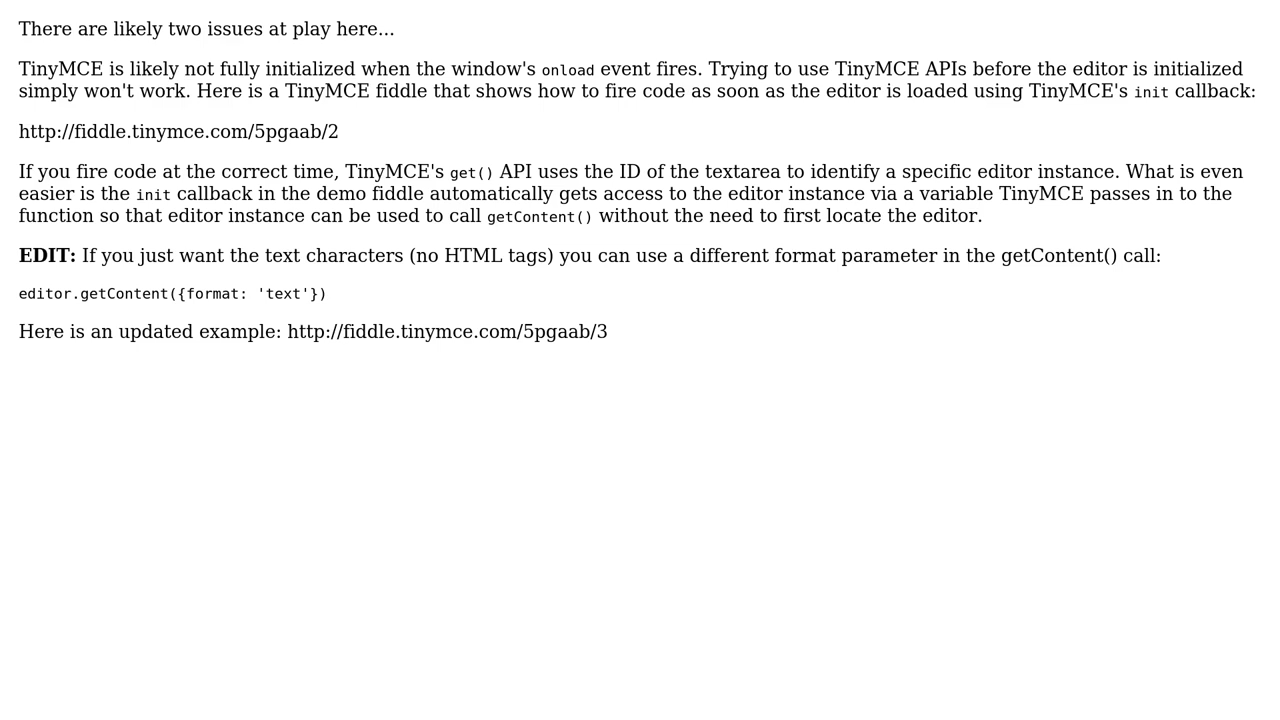 There are likely two issues at play here...
TinyMCE is likely not fully initialized when the window's onload event fires. Trying to use TinyMCE APIs before the editor is initialized
simply won't work. Here is a TinyMCE fiddle that shows how to fire code as soon as the editor is loaded using TinyMCE's init callback:
http://fiddle.tinymce.com/5pgaab/2
If you fire code at the correct time, TinyMCE's get() API uses the ID of the textarea to identify a specific editor instance. What is even
easier is the init callback in the demo fiddle automatically gets access to the editor instance via a variable TinyMCE passes in to the
function so that editor instance can be used to call getContent() without the need to first locate the editor.
EDIT: If you just want the text characters (no HTML tags) you can use a different format parameter in the getContent() call:
editor.getContent({format: 'text'})
Here is an updated example: http://fiddle.tinymce.com/5pgaab/3